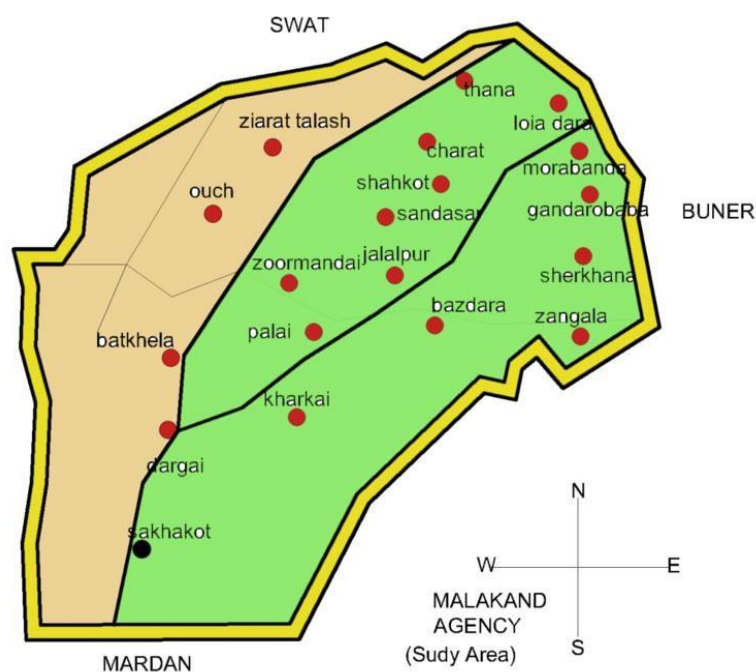 SWAT
thana
loia dara
ziarat talash
charat
morabanda
shahkot
ouch
gandarobaba
sandasar
BUNER
jalalpur
zoormandai
sherkhana
bazdara
palai
zangala
batkhela
kharkai
dargai
N
sakhakot
W
E
MALAKAND
AGENCY
(Sudy Area)
S
MARDAN